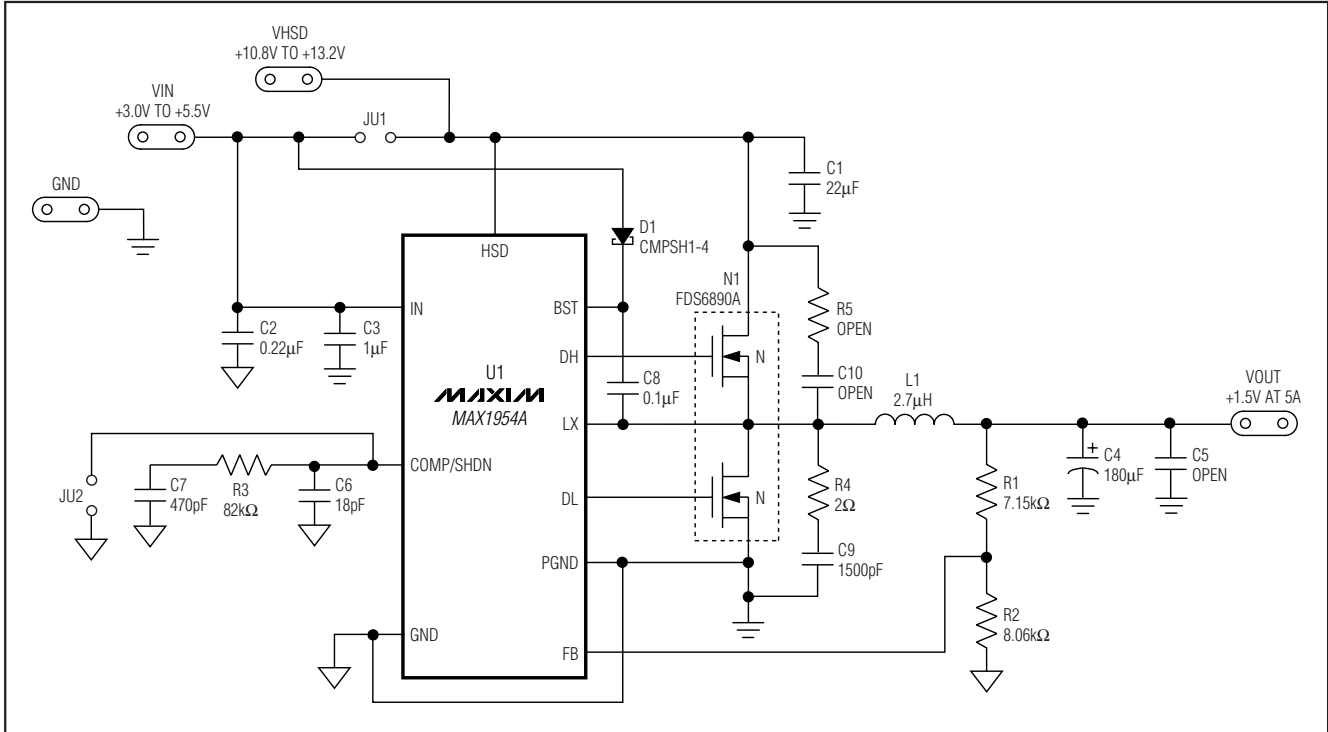 VHSD
+10.8V TO +13.2V
VIN
+3.0V TO +5.5V
JU1
C1
22µF
GND
D1
CMPSH1-4
HSD
N1
FDS6890A
IN
BST
R5
OPEN
C2
0.22µF
C3
1µF
DH
N
U1
MAXIM
MAX1954A
C8
0.1µF
C10
OPEN
L1
2.7µH
VOUT
+1.5V AT 5A
LX
COMP/SHDN
JU2
C7
470pF
R3
82kΩ
C6
18pF
DL
N
R4
2Ω
R1
7.15kΩ
+
C4
180µF
C5
OPEN
PGND
C9
1500pF
GND
FB
R2
8.06kΩ